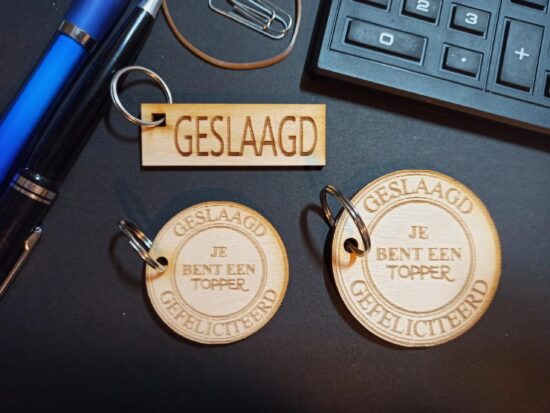 0
2
3
.
+
GESLAAGD
GESLAAGD
JE
BENT EEN
TOPPER
GEFELICITEERD
GESLAAGD
JE
BENT EEN
TOPPER
GEFELICITEERD